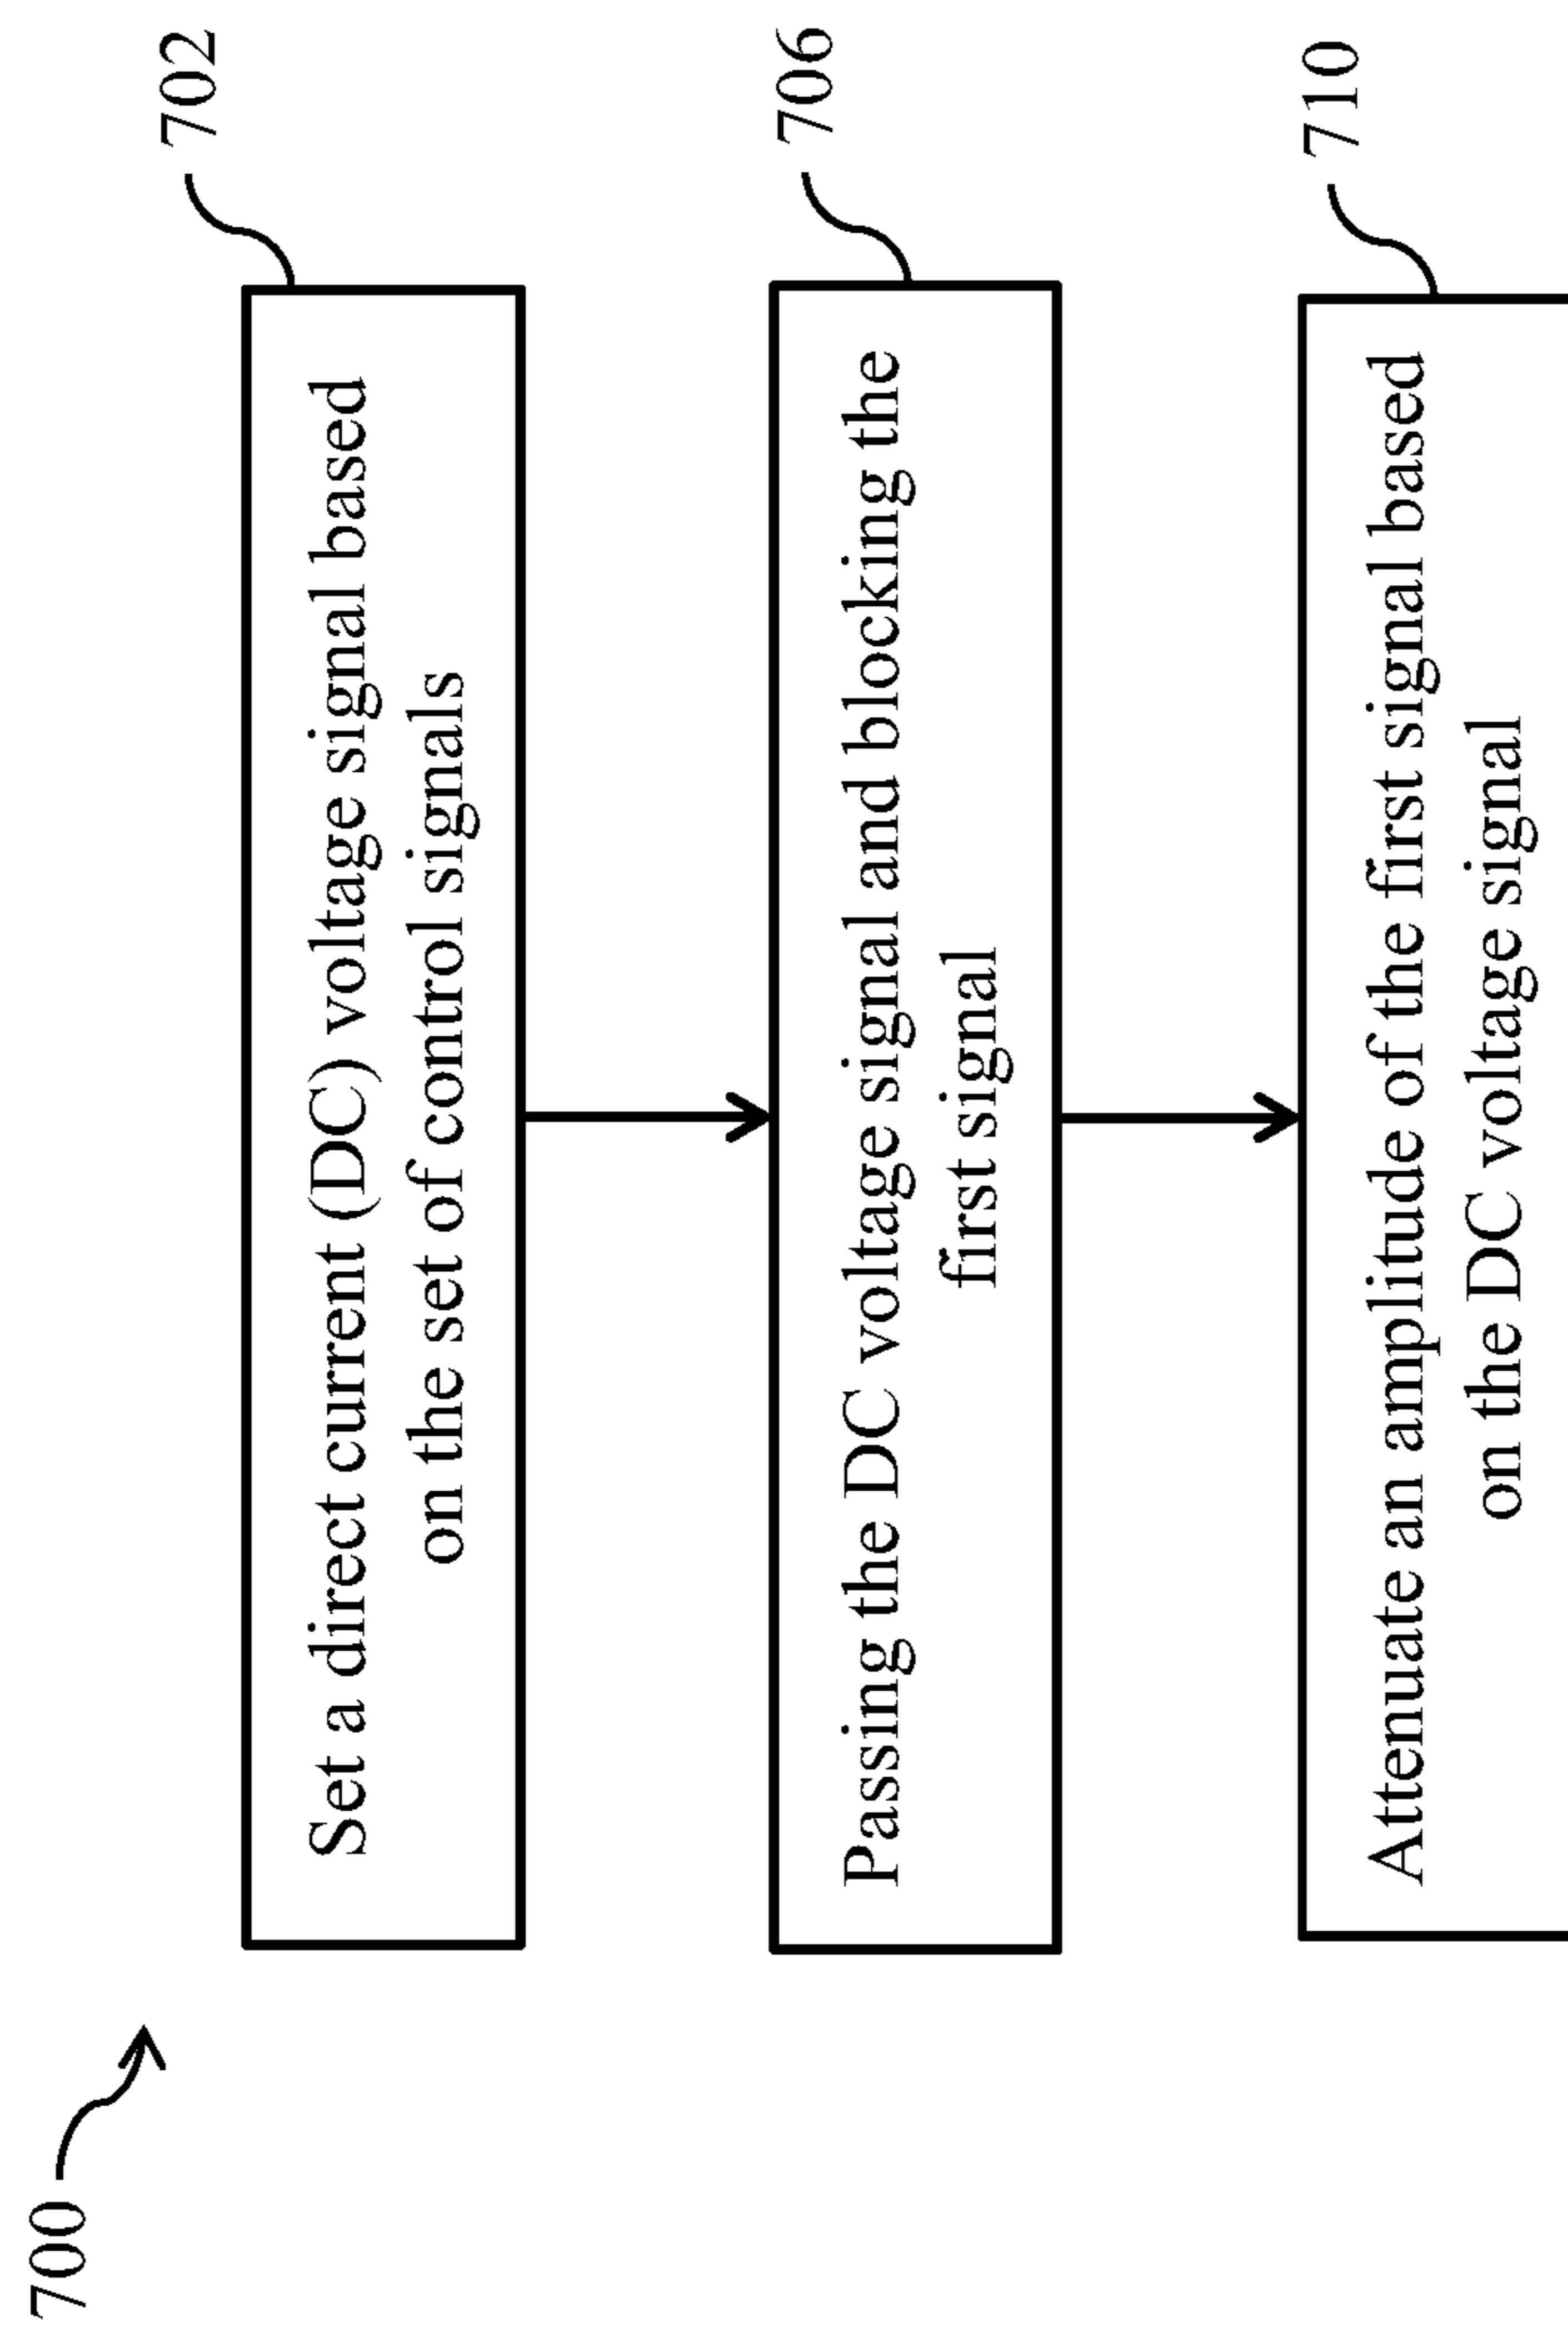 700
702
Set a direct current (DC) voltage signal based
on the set of control signals
706
Passing the DC voltage signal and blocking the
first signal
710
Attenuate an amplitude of the first signal based
on the DC voltage signal